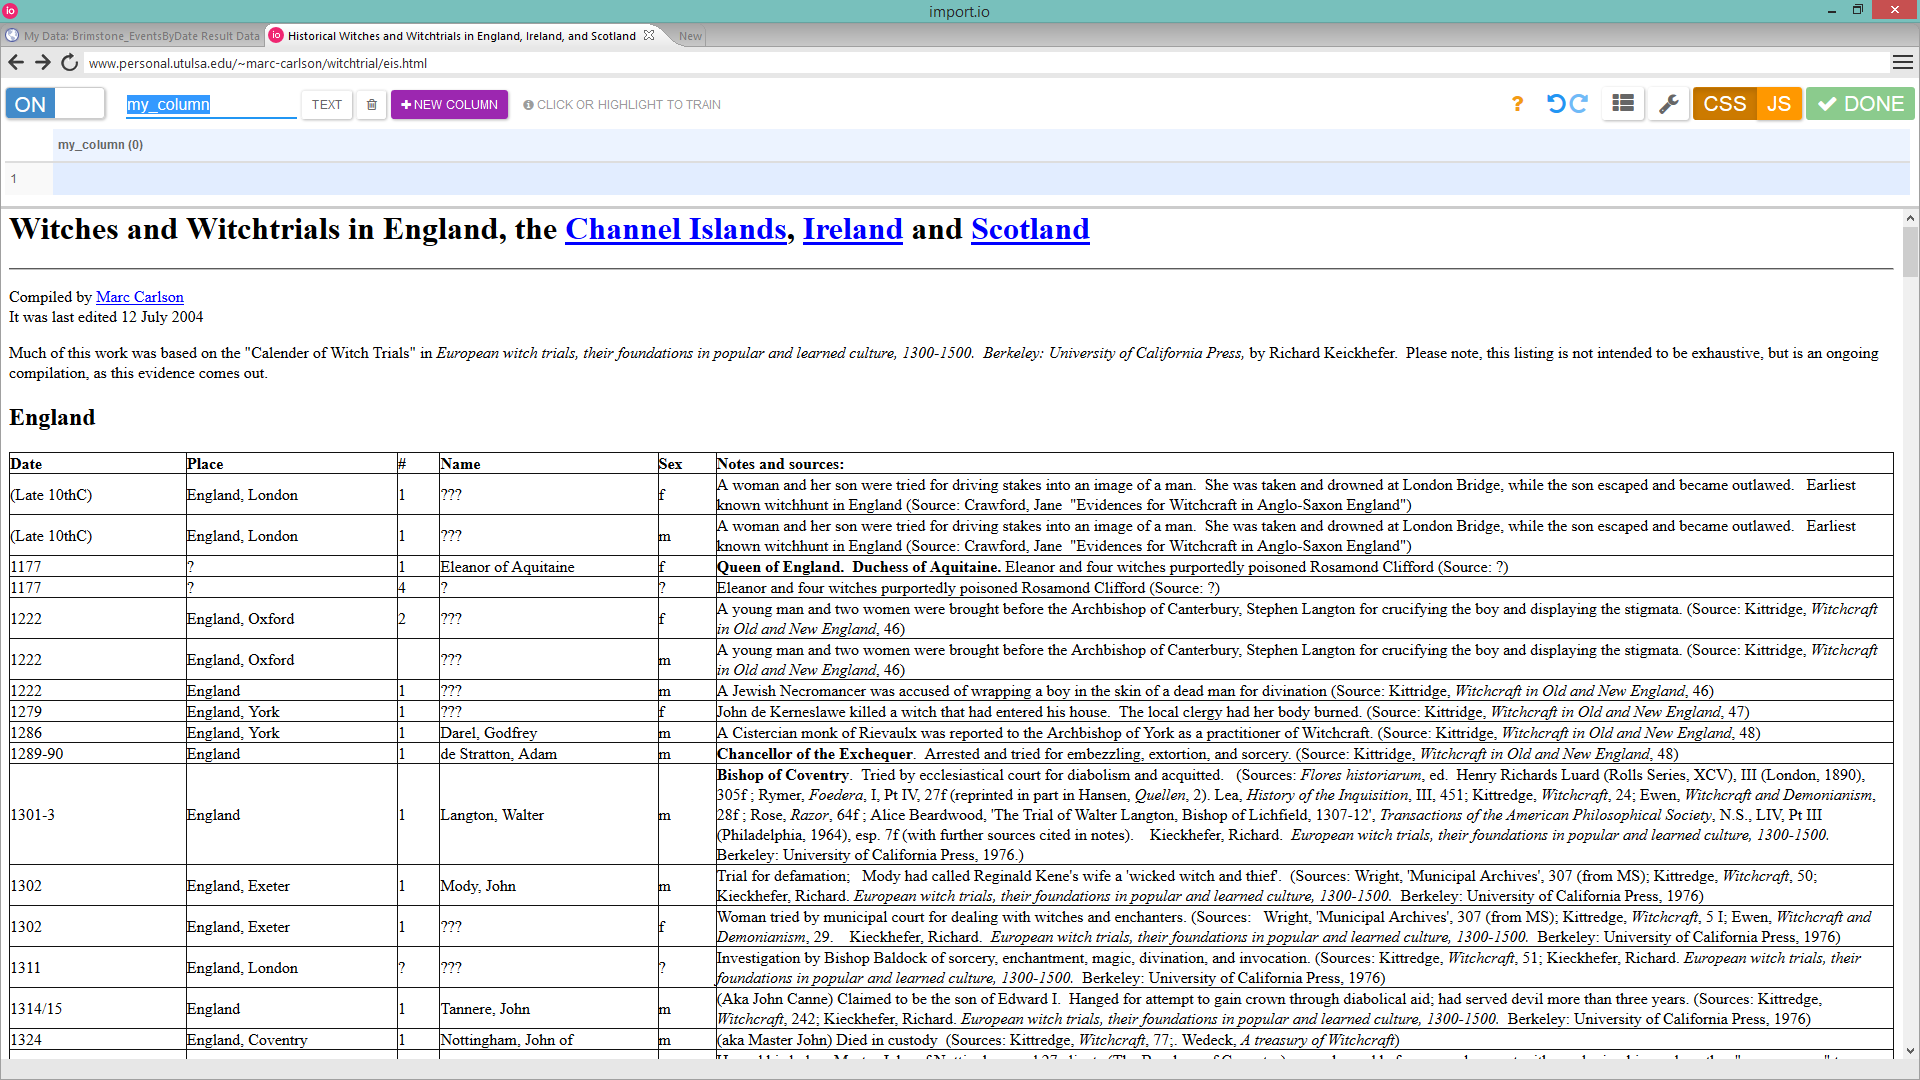 import.io
io
My Data: Brimstone_EventsByDate Result Data
io Historical Witches and Witchtrials in England, Ireland, and Scotland
New
www.personal.utulsa.edu/~marc-carlson/witchtrial/eis.html
ON my_column TEXT + NEW COLUMN CLICK OR HIGHLIGHT TO TRAIN ? CSS JS DONE
my_column (0)
1
Witches and Witchtrials in England, the Channel Islands, Ireland and Scotland
Compiled by Marc Carlson
It was last edited 12 July 2004
Much of this work was based on the "Calender of Witch Trials" in European witch trials, their foundations in popular and learned culture, 1300-1500. Berkeley: University of California Press, by Richard Keickhefer. Please note, this listing is not intended to be exhaustive, but is an ongoing
compilation, as this evidence comes out.
England
Date Place # Name Sex Notes and sources:
(Late 10thC) England, London 1 ??? f A woman and her son were tried for driving stakes into an image of a man. She was taken and drowned at London Bridge, while the son escaped and became outlawed. Earliest
known witchhunt in England (Source: Crawford, Jane "Evidences for Witchcraft in Anglo-Saxon England")
(Late 10thC) England, London 1 ??? m A woman and her son were tried for driving stakes into an image of a man. She was taken and drowned at London Bridge, while the son escaped and became outlawed. Earliest
known witchhunt in England (Source: Crawford, Jane "Evidences for Witchcraft in Anglo-Saxon England")
1177 ? 1 Eleanor of Aquitaine f Queen of England. Duchess of Aquitaine. Eleanor and four witches purportedly poisoned Rosamond Clifford (Source: ?)
1177 ? 4 ? ? Eleanor and four witches purportedly poisoned Rosamond Clifford (Source: ?)
1222 England, Oxford 2 ??? f A young man and two women were brought before the Archbishop of Canterbury, Stephen Langton for crucifying the boy and displaying the stigmata. (Source: Kittridge, Witchcraft
in Old and New England, 46)
1222 England, Oxford ??? m A young man and two women were brought before the Archbishop of Canterbury, Stephen Langton for crucifying the boy and displaying the stigmata. (Source: Kittridge, Witchcraft
in Old and New England, 46)
1222 England 1 ??? m A Jewish Necromancer was accused of wrapping a boy in the skin of a dead man for divination (Source: Kittridge, Witchcraft in Old and New England, 46)
1279 England, York 1 ??? f John de Kerneslawe killed a witch that had entered his house. The local clergy had her body burned. (Source: Kittridge, Witchcraft in Old and New England, 47)
1286 England, York 1 Darel, Godfrey m A Cistercian monk of Rievaulx was reported to the Archbishop of York as a practitioner of Witchcraft. (Source: Kittridge, Witchcraft in Old and New England, 48)
1289-90 England 1 de Stratton, Adam m Chancellor of the Exchequer. Arrested and tried for embezzling, extortion, and sorcery. (Source: Kittridge, Witchcraft in Old and New England, 48)
1301-3 England 1 Langton, Walter m Bishop of Coventry. Tried by ecclesiastical court for diabolism and acquitted. (Sources: Flores historiarum, ed. Henry Richards Luard (Rolls Series, XCV), III (London, 1890),
305f ; Rymer, Foedera, I, Pt IV, 27f (reprinted in part in Hansen, Quellen, 2). Lea, History of the Inquisition, III, 451; Kittredge, Witchcraft, 24; Ewen, Witchcraft and Demonianism,
28f ; Rose, Razor, 64f ; Alice Beardwood, 'The Trial of Walter Langton, Bishop of Lichfield, 1307-12', Transactions of the American Philosophical Society, N.S., LIV, Pt III
(Philadelphia, 1964), esp. 7f (with further sources cited in notes). Kieckhefer, Richard. European witch trials, their foundations in popular and learned culture, 1300-1500.
Berkeley: University of California Press, 1976.)
1302 England, Exeter 1 Mody, John m Trial for defamation; Mody had called Reginald Kene's wife a 'wicked witch and thief'. (Sources: Wright, 'Municipal Archives', 307 (from MS); Kittredge, Witchcraft, 50;
Kieckhefer, Richard. European witch trials, their foundations in popular and learned culture, 1300-1500. Berkeley: University of California Press, 1976)
1302 England, Exeter 1 ??? f Woman tried by municipal court for dealing with witches and enchanters. (Sources: Wright, 'Municipal Archives', 307 (from MS); Kittredge, Witchcraft, 5 I; Ewen, Witchcraft and
Demonianism, 29. Kieckhefer, Richard. European witch trials, their foundations in popular and learned culture, 1300-1500. Berkeley: University of California Press, 1976)
1311 England, London ? ??? ? Investigation by Bishop Baldock of sorcery, enchantment, magic, divination, and invocation. (Sources: Kittredge, Witchcraft, 51; Kieckhefer, Richard. European witch trials, their
foundations in popular and learned culture, 1300-1500. Berkeley: University of California Press, 1976)
1314/15 England 1 Tannere, John m (Aka John Canne) Claimed to be the son of Edward I. Hanged for attempt to gain crown through diabolical aid; had served devil more than three years. (Sources: Kittredge,
Witchcraft, 242; Kieckhefer, Richard. European witch trials, their foundations in popular and learned culture, 1300-1500. Berkeley: University of California Press, 1976)
1324 England, Coventry 1 Nottingham, John of m (aka Master John) Died in custody (Sources: Kittredge, Witchcraft, 77;. Wedeck, A treasury of Witchcraft)